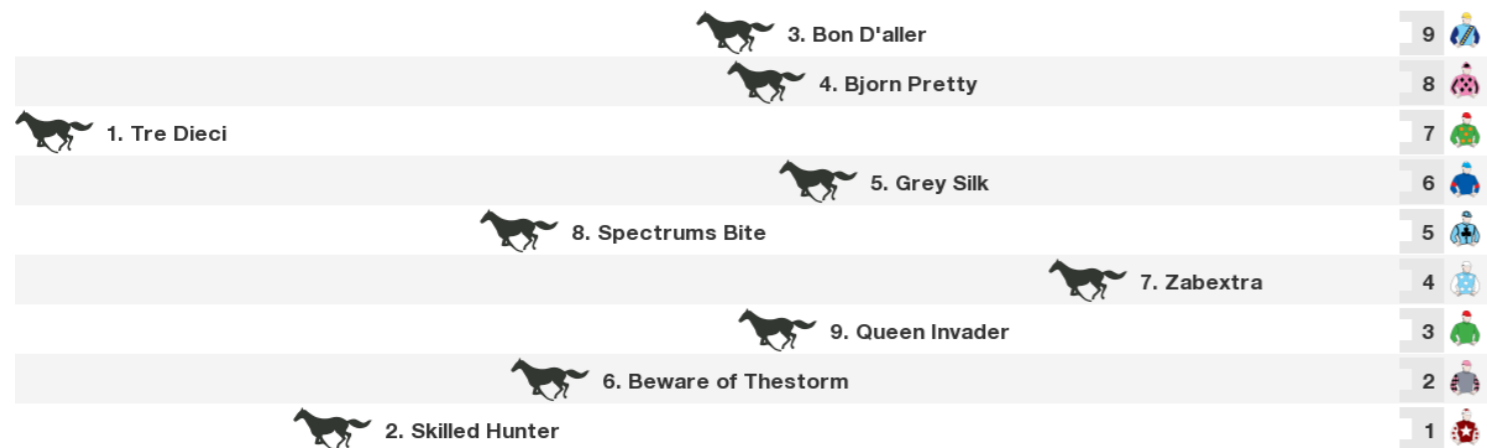 3. Bon D'aller 9
4. Bjorn Pretty 8
1. Tre Dieci 7
5. Grey Silk 6
8. Spectrums Bite 5
7. Zabextra 4
9. Queen Invader 3
6. Beware of Thestorm 2
2. Skilled Hunter 1